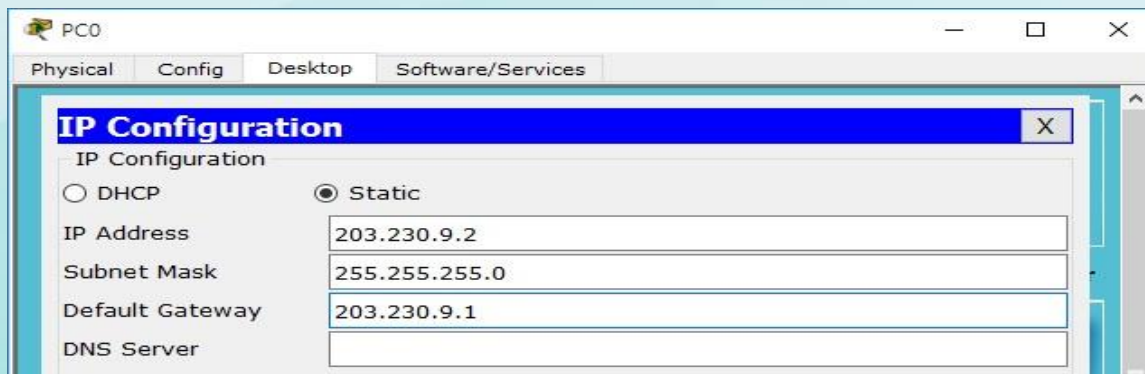 PC0
Physical Config Desktop Software/Services
IP Configuration X
IP Configuration
DHCP Static
IP Address 203.230.9.2
Subnet Mask 255.255.255.0
Default Gateway 203.230.9.1
DNS Server